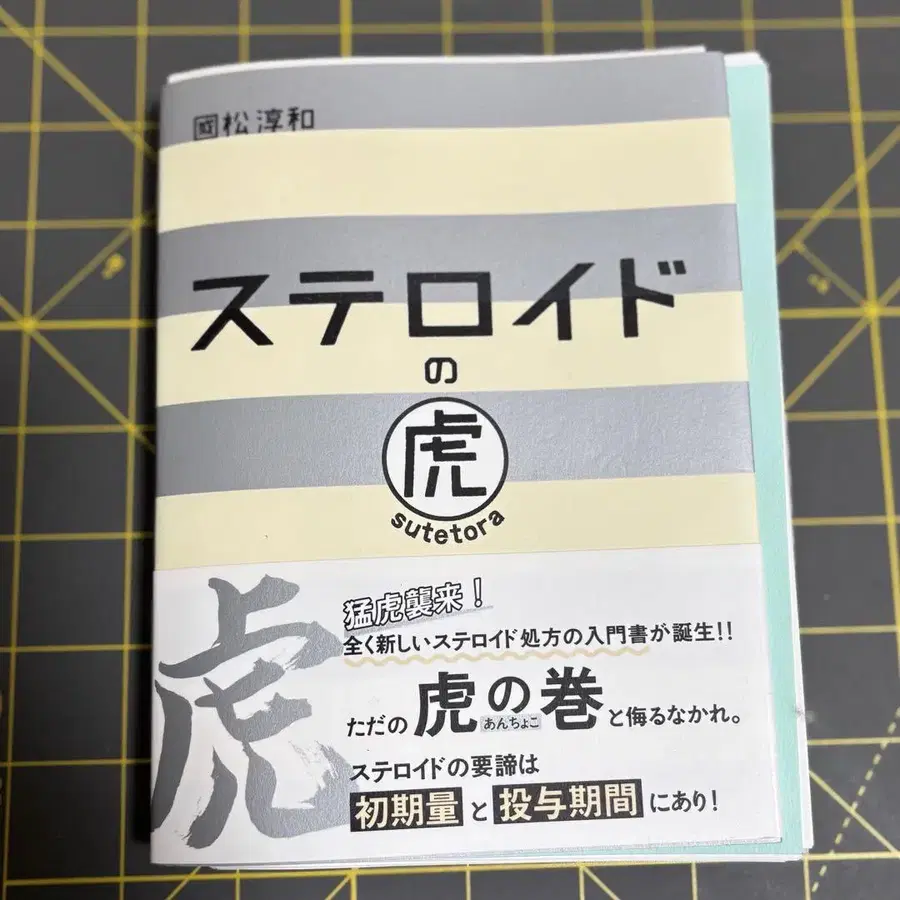 國松淳和
ステロイド
の
虎
sutetora
虎
猛虎襲来!
全く新しいステロイド処方の入門書が誕生!!
ただの虎の巻と侮るなかれ。
あんちょこ
ステロイドの要諦は
初期量と投与期間にあり!